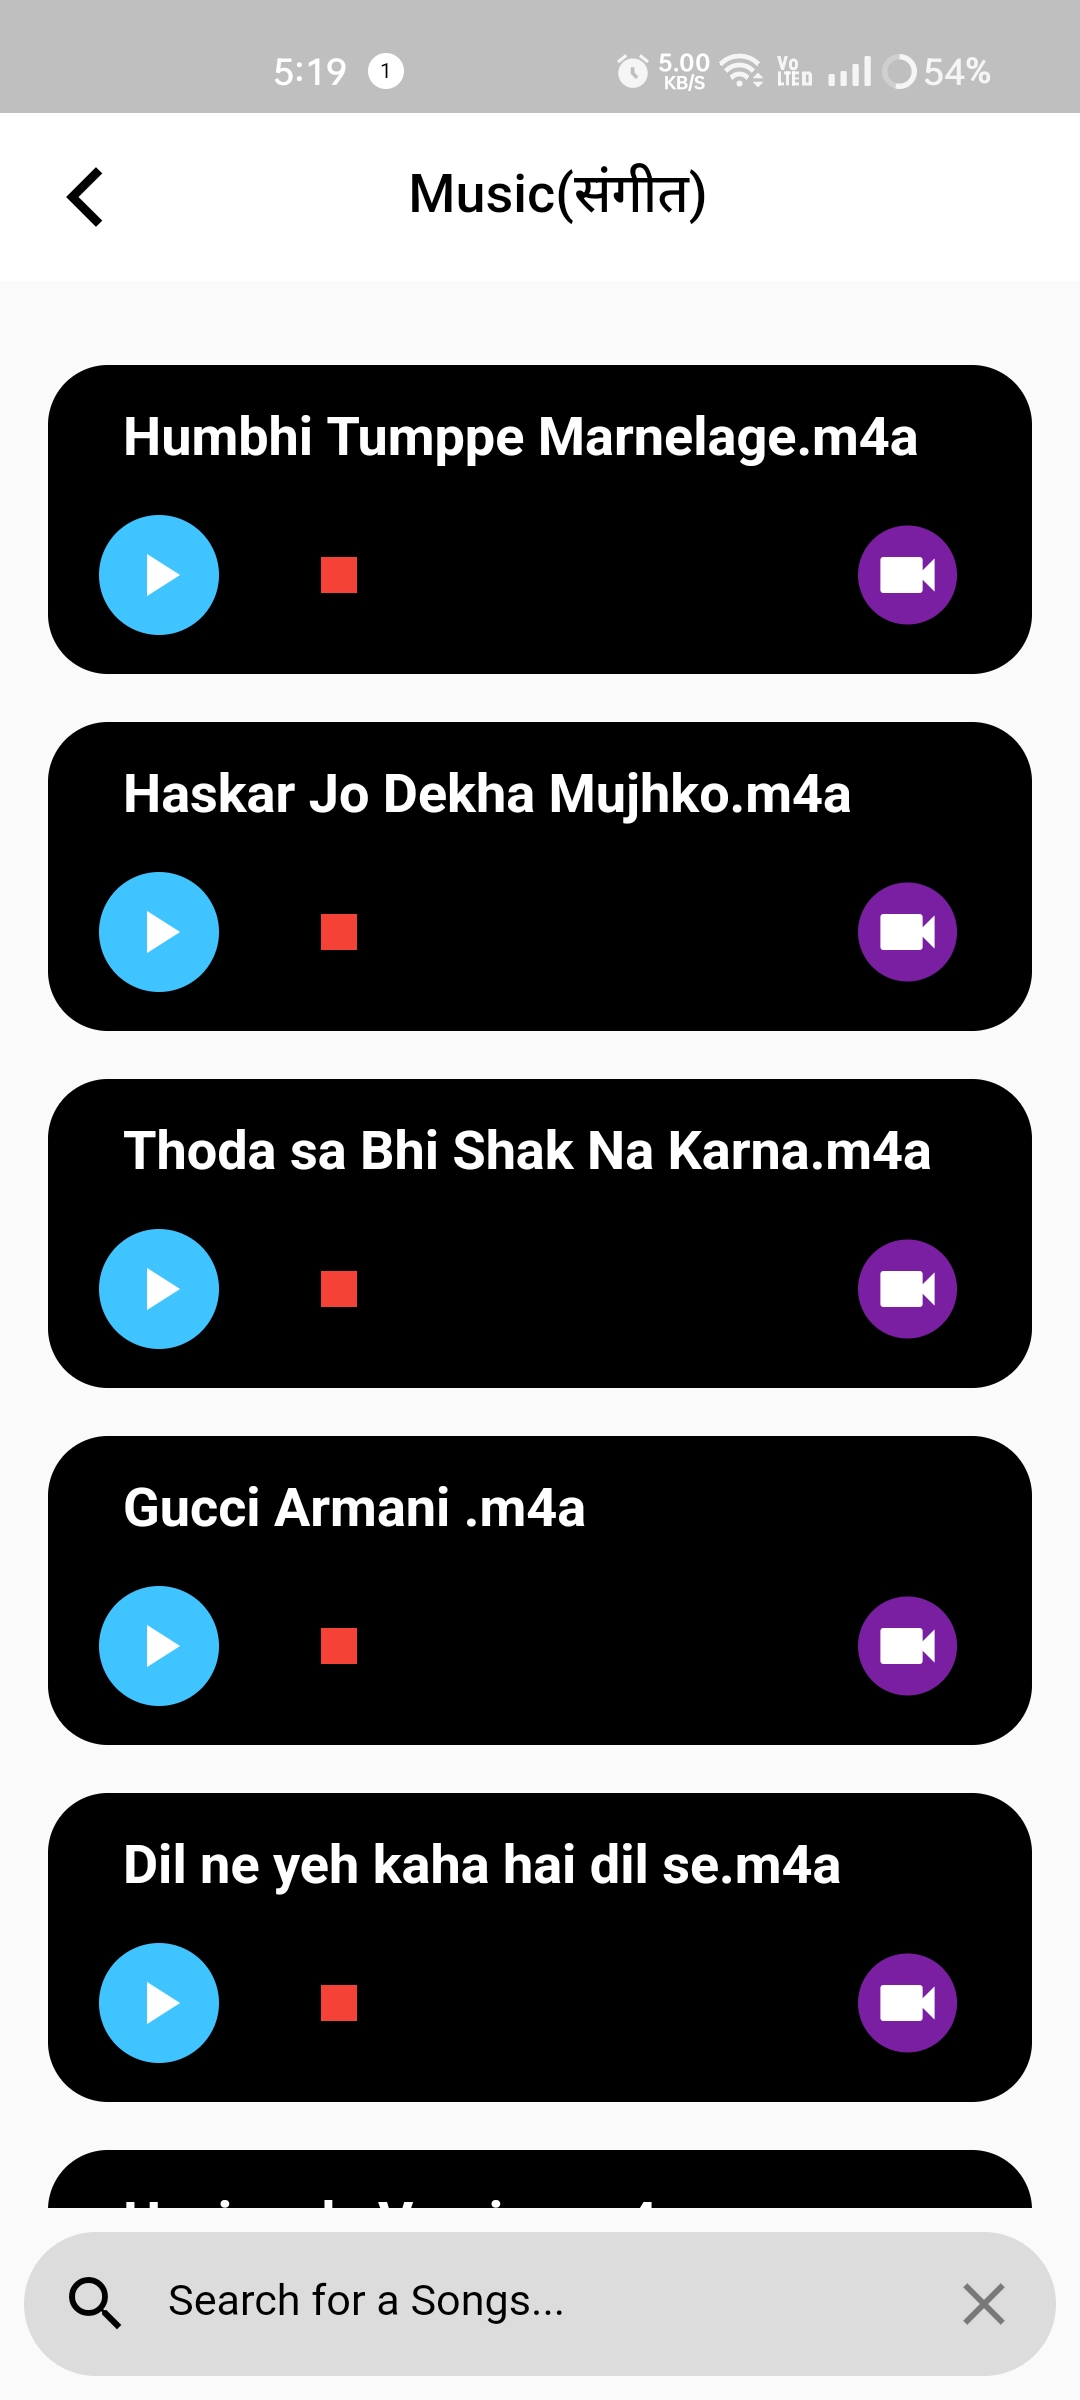 5:19 1 5.00 KB/S Vo LTE D 54%
Music(संगीत)
Humbhi Tumppe Marnelage.m4a
Haskar Jo Dekha Mujhko.m4a
Thoda sa Bhi Shak Na Karna.m4a
Gucci Armani .m4a
Dil ne yeh kaha hai dil se.m4a
Search for a Songs...